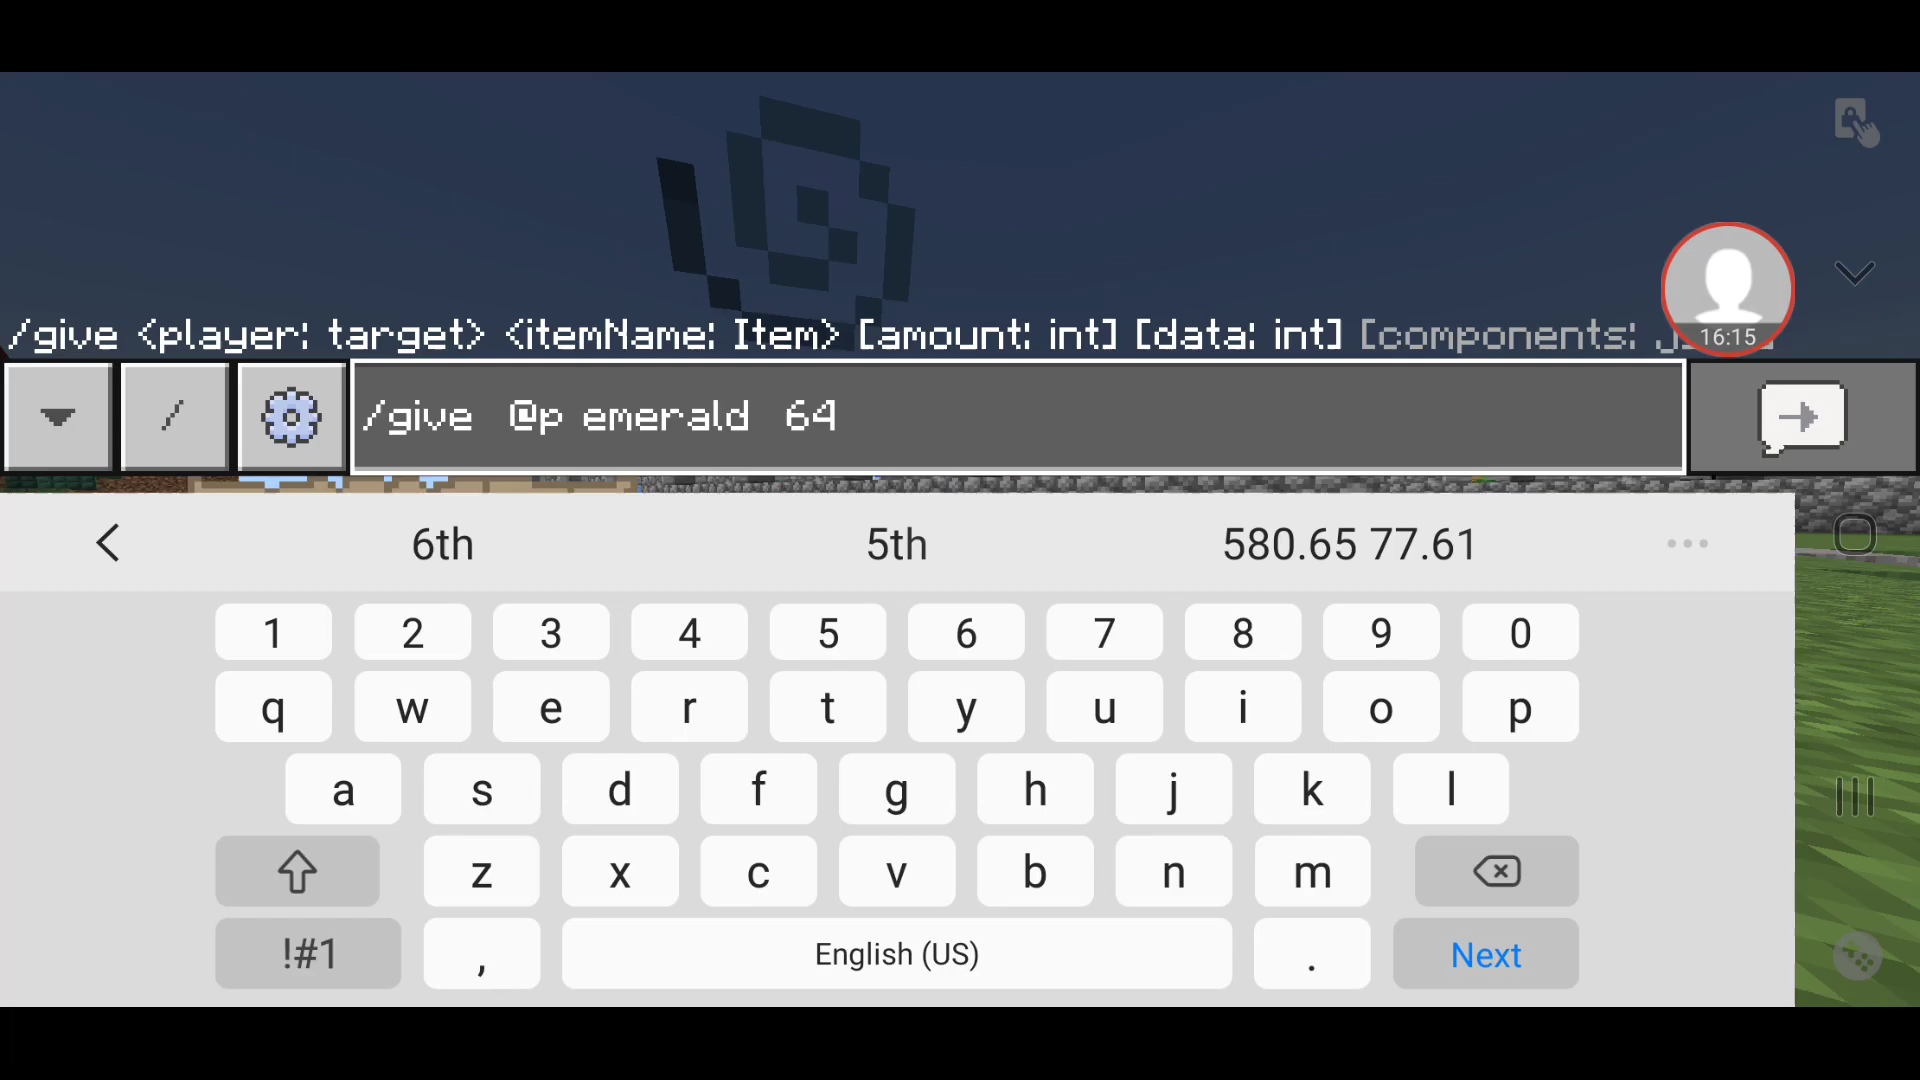 /give <player: target> <itemName: Item> [amount: int] [data: int] [components:
16:15
/
/give @p emerald 64
6th 5th 580.65 77.61
1 2 3 4 5 6 7 8 9 0
q w e r t y u i o p
a s d f g h j k l
z x c v b n m
!#1 , English (US) . Next